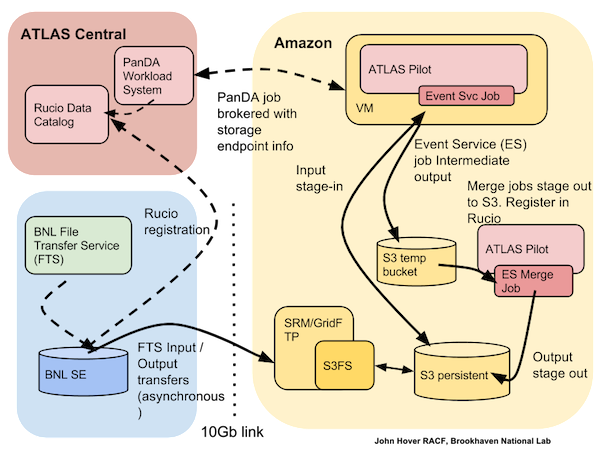 ATLAS Central
PanDA
Workload
System
Rucio Data
Catalog
Amazon
ATLAS Pilot
Event Svc Job
VM
PanDA job
brokered with
storage
endpoint info
Event Service (ES)
job Intermediate
output
Input
stage-in
Merge jobs stage out
to S3. Register in
Rucio
ATLAS Pilot
ES Merge
Job
S3 temp
bucket
Rucio
registration
BNL File
Transfer Service
(FTS)
BNL SE
FTS Input /
Output
transfers
(asynchronous
)
10Gb link
SRM/GridF
TP
S3FS
S3 persistent
Output
stage out
John Hover RACF, Brookhaven National Lab